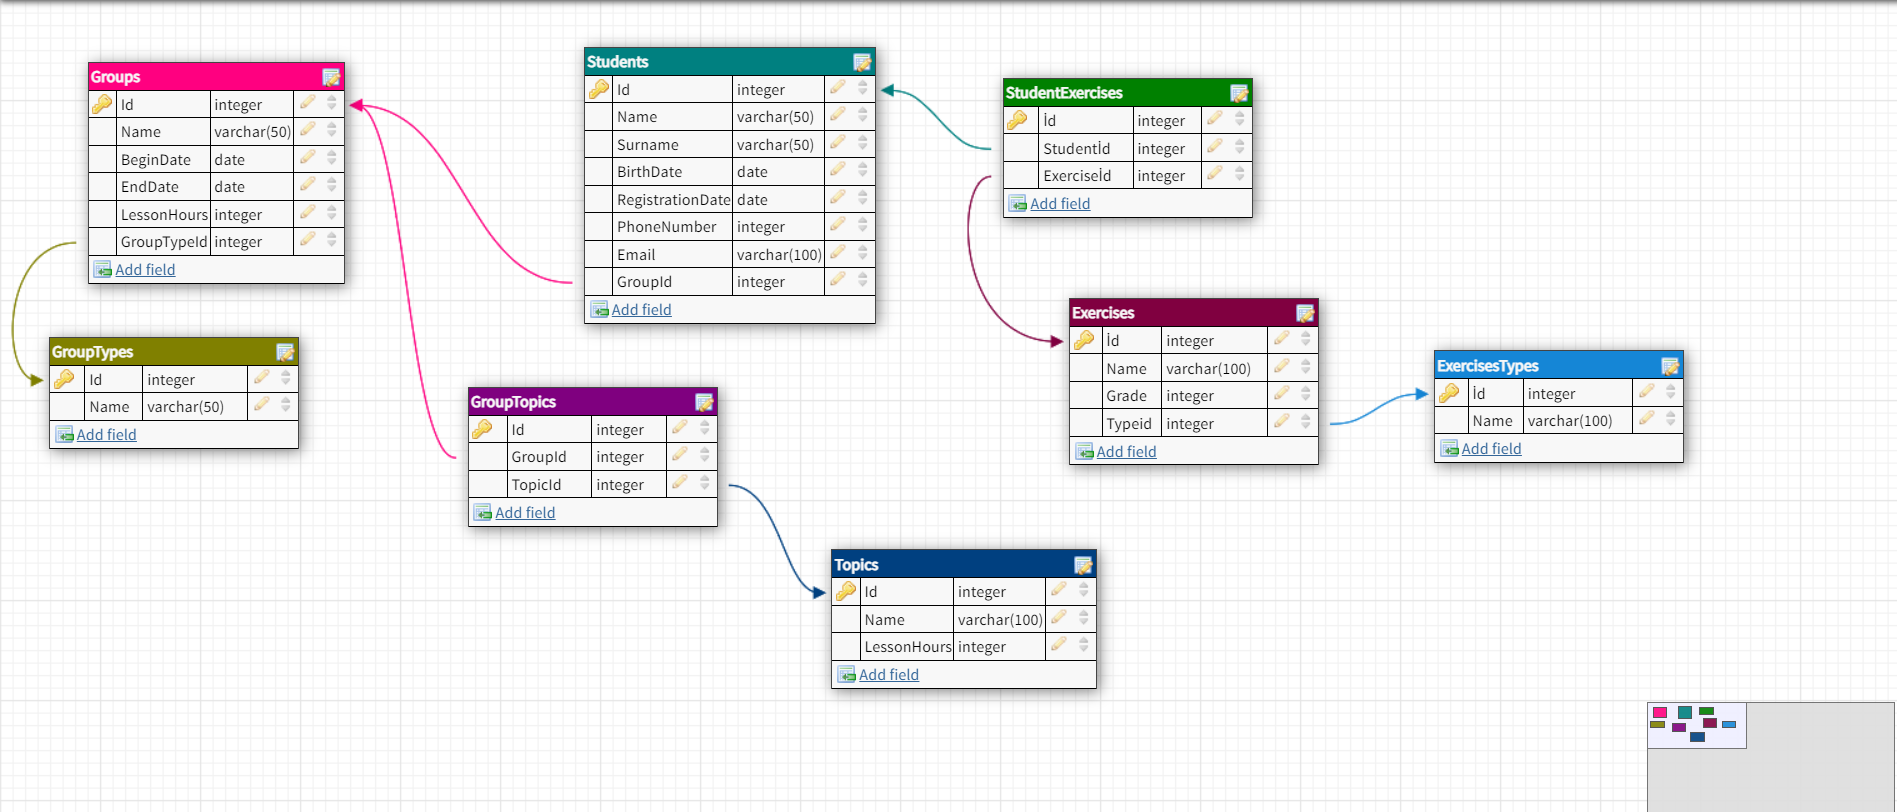 Groups
Id integer
Name varchar(50)
BeginDate date
EndDate date
LessonHours integer
GroupTypeId integer
Add field
GroupTypes
Id integer
Name varchar(50)
Add field
Students
Id integer
Name varchar(50)
Surname varchar(50)
BirthDate date
RegistrationDate date
PhoneNumber integer
Email varchar(100)
GroupId integer
Add field
GroupTopics
Id integer
GroupId integer
TopicId integer
Add field
StudentExercises
İd integer
Studentİd integer
Exerciseİd integer
Add field
Exercises
İd integer
Name varchar(100)
Grade integer
Typeid integer
Add field
ExercisesTypes
İd integer
Name varchar(100)
Add field
Topics
Id integer
Name varchar(100)
LessonHours integer
Add field